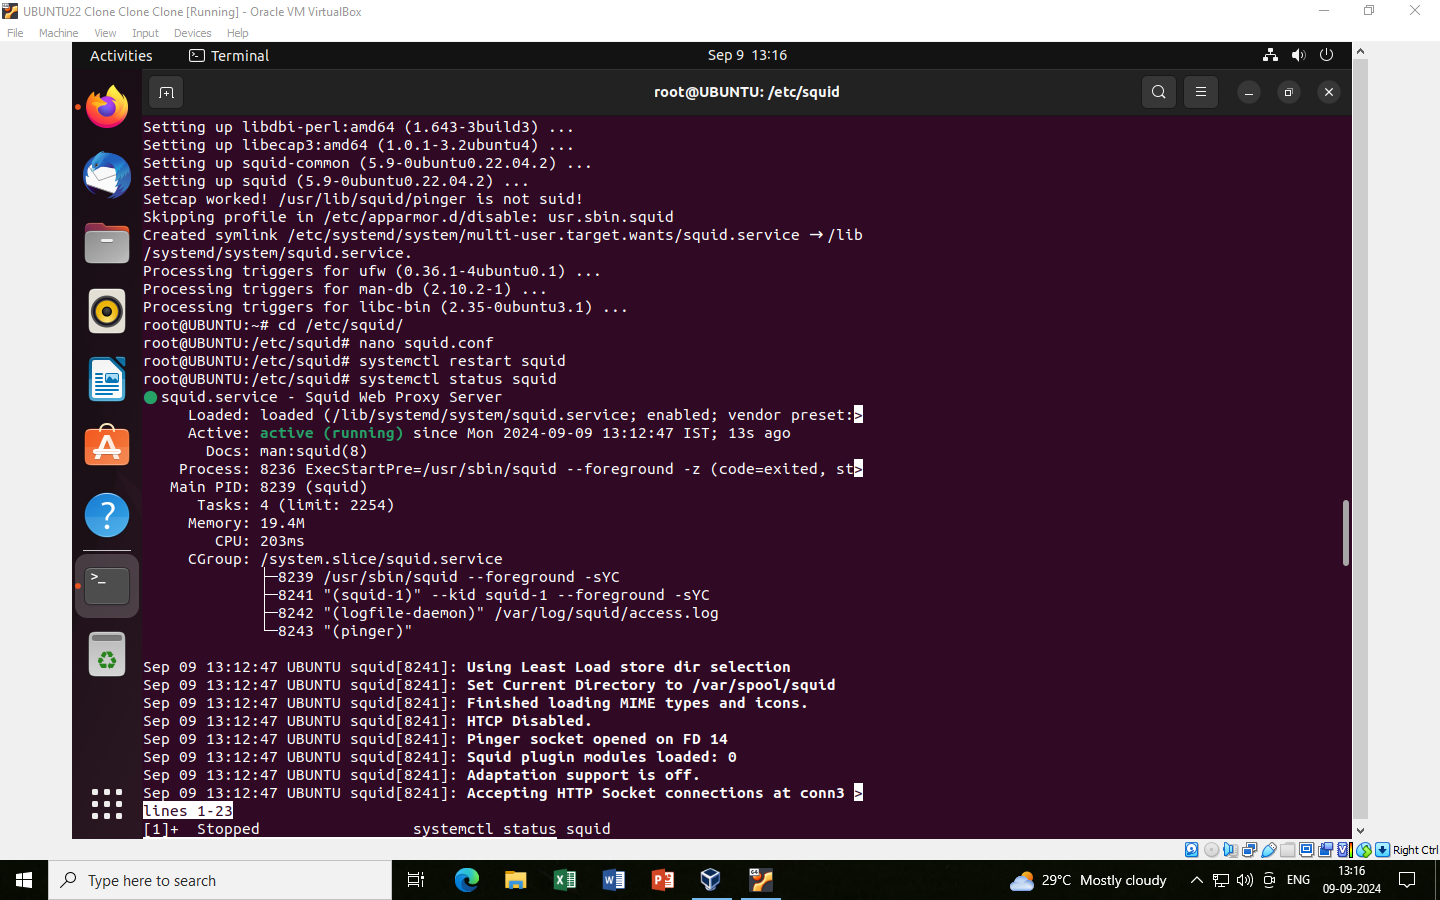 UBUNTU22 Clone Clone Clone [Running] - Oracle VM VirtualBox
File Machine View Input Devices Help
Activities Terminal Sep 9 13:16
root@UBUNTU: /etc/squid
Setting up libdbi-perl:amd64 (1.643-3build3) ...
Setting up libecap3:amd64 (1.0.1-3.2ubuntu4) ...
Setting up squid-common (5.9-0ubuntu0.22.04.2) ...
Setting up squid (5.9-0ubuntu0.22.04.2) ...
Setcap worked! /usr/lib/squid/pinger is not suid!
Skipping profile in /etc/apparmor.d/disable: usr.sbin.squid
Created symlink /etc/systemd/system/multi-user.target.wants/squid.service → /lib
/systemd/system/squid.service.
Processing triggers for ufw (0.36.1-4ubuntu0.1) ...
Processing triggers for man-db (2.10.2-1) ...
Processing triggers for libc-bin (2.35-0ubuntu3.1) ...
root@UBUNTU:~# cd /etc/squid/
root@UBUNTU:/etc/squid# nano squid.conf
root@UBUNTU:/etc/squid# systemctl restart squid
root@UBUNTU:/etc/squid# systemctl status squid
● squid.service - Squid Web Proxy Server
Loaded: loaded (/lib/systemd/system/squid.service; enabled; vendor preset:>
Active: active (running) since Mon 2024-09-09 13:12:47 IST; 13s ago
Docs: man:squid(8)
Process: 8236 ExecStartPre=/usr/sbin/squid --foreground -z (code=exited, st>
Main PID: 8239 (squid)
Tasks: 4 (limit: 2254)
Memory: 19.4M
CPU: 203ms
CGroup: /system.slice/squid.service
├─8239 /usr/sbin/squid --foreground -sYC
├─8241 "(squid-1)" --kid squid-1 --foreground -sYC
├─8242 "(logfile-daemon)" /var/log/squid/access.log
└─8243 "(pinger)"
Sep 09 13:12:47 UBUNTU squid[8241]: Using Least Load store dir selection
Sep 09 13:12:47 UBUNTU squid[8241]: Set Current Directory to /var/spool/squid
Sep 09 13:12:47 UBUNTU squid[8241]: Finished loading MIME types and icons.
Sep 09 13:12:47 UBUNTU squid[8241]: HTCP Disabled.
Sep 09 13:12:47 UBUNTU squid[8241]: Pinger socket opened on FD 14
Sep 09 13:12:47 UBUNTU squid[8241]: Squid plugin modules loaded: 0
Sep 09 13:12:47 UBUNTU squid[8241]: Adaptation support is off.
Sep 09 13:12:47 UBUNTU squid[8241]: Accepting HTTP Socket connections at conn3 >
lines 1-23
[1]+ Stopped systemctl status squid
Right Ctrl
Type here to search
29°C Mostly cloudy
ENG
13:16
09-09-2024